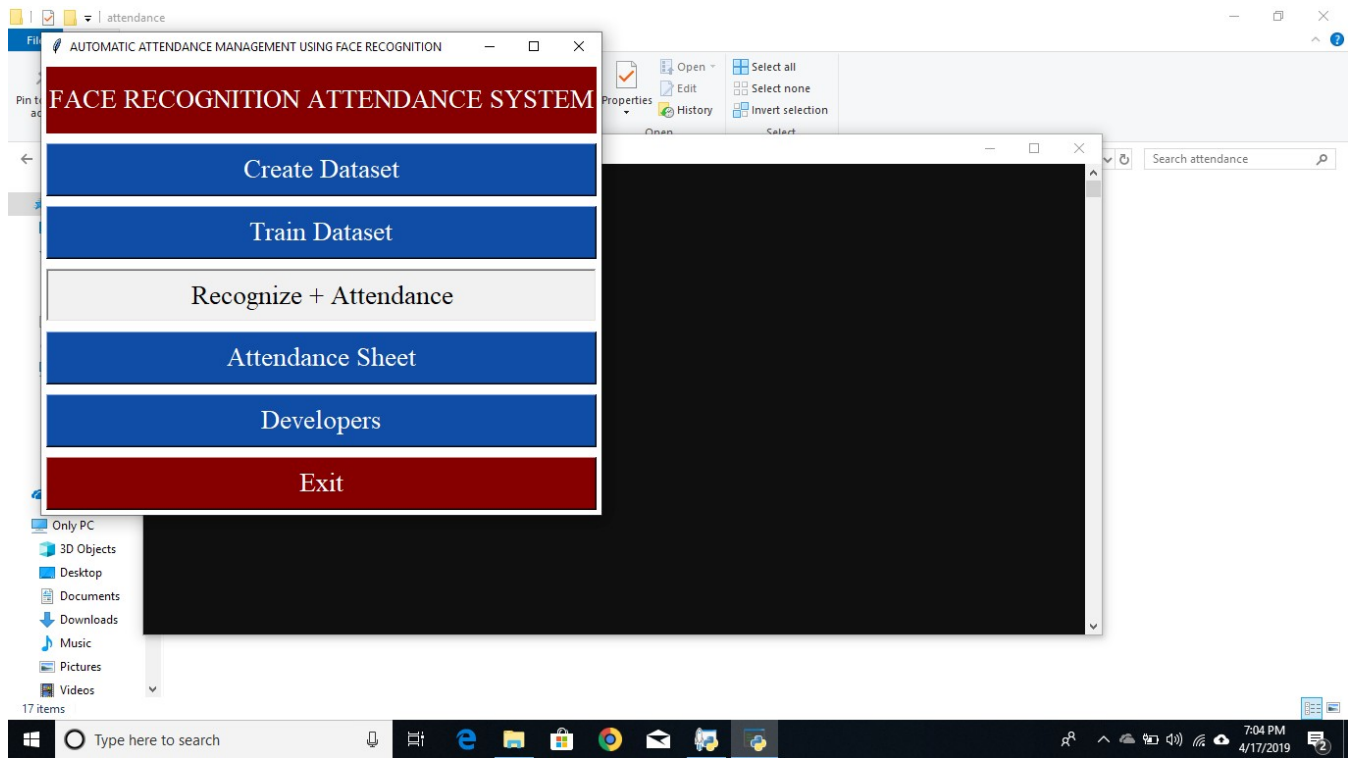 attendance
AUTOMATIC ATTENDANCE MANAGEMENT USING FACE RECOGNITION
FACE RECOGNITION ATTENDANCE SYSTEM
Create Dataset
Train Dataset
Recognize + Attendance
Attendance Sheet
Developers
Exit
Properties
Open
Edit
History
Open
Select all
Select none
Invert selection
Select
Search attendance
Only PC
3D Objects
Desktop
Documents
Downloads
Music
Pictures
Videos
17 items
Type here to search
7:04 PM
4/17/2019
2